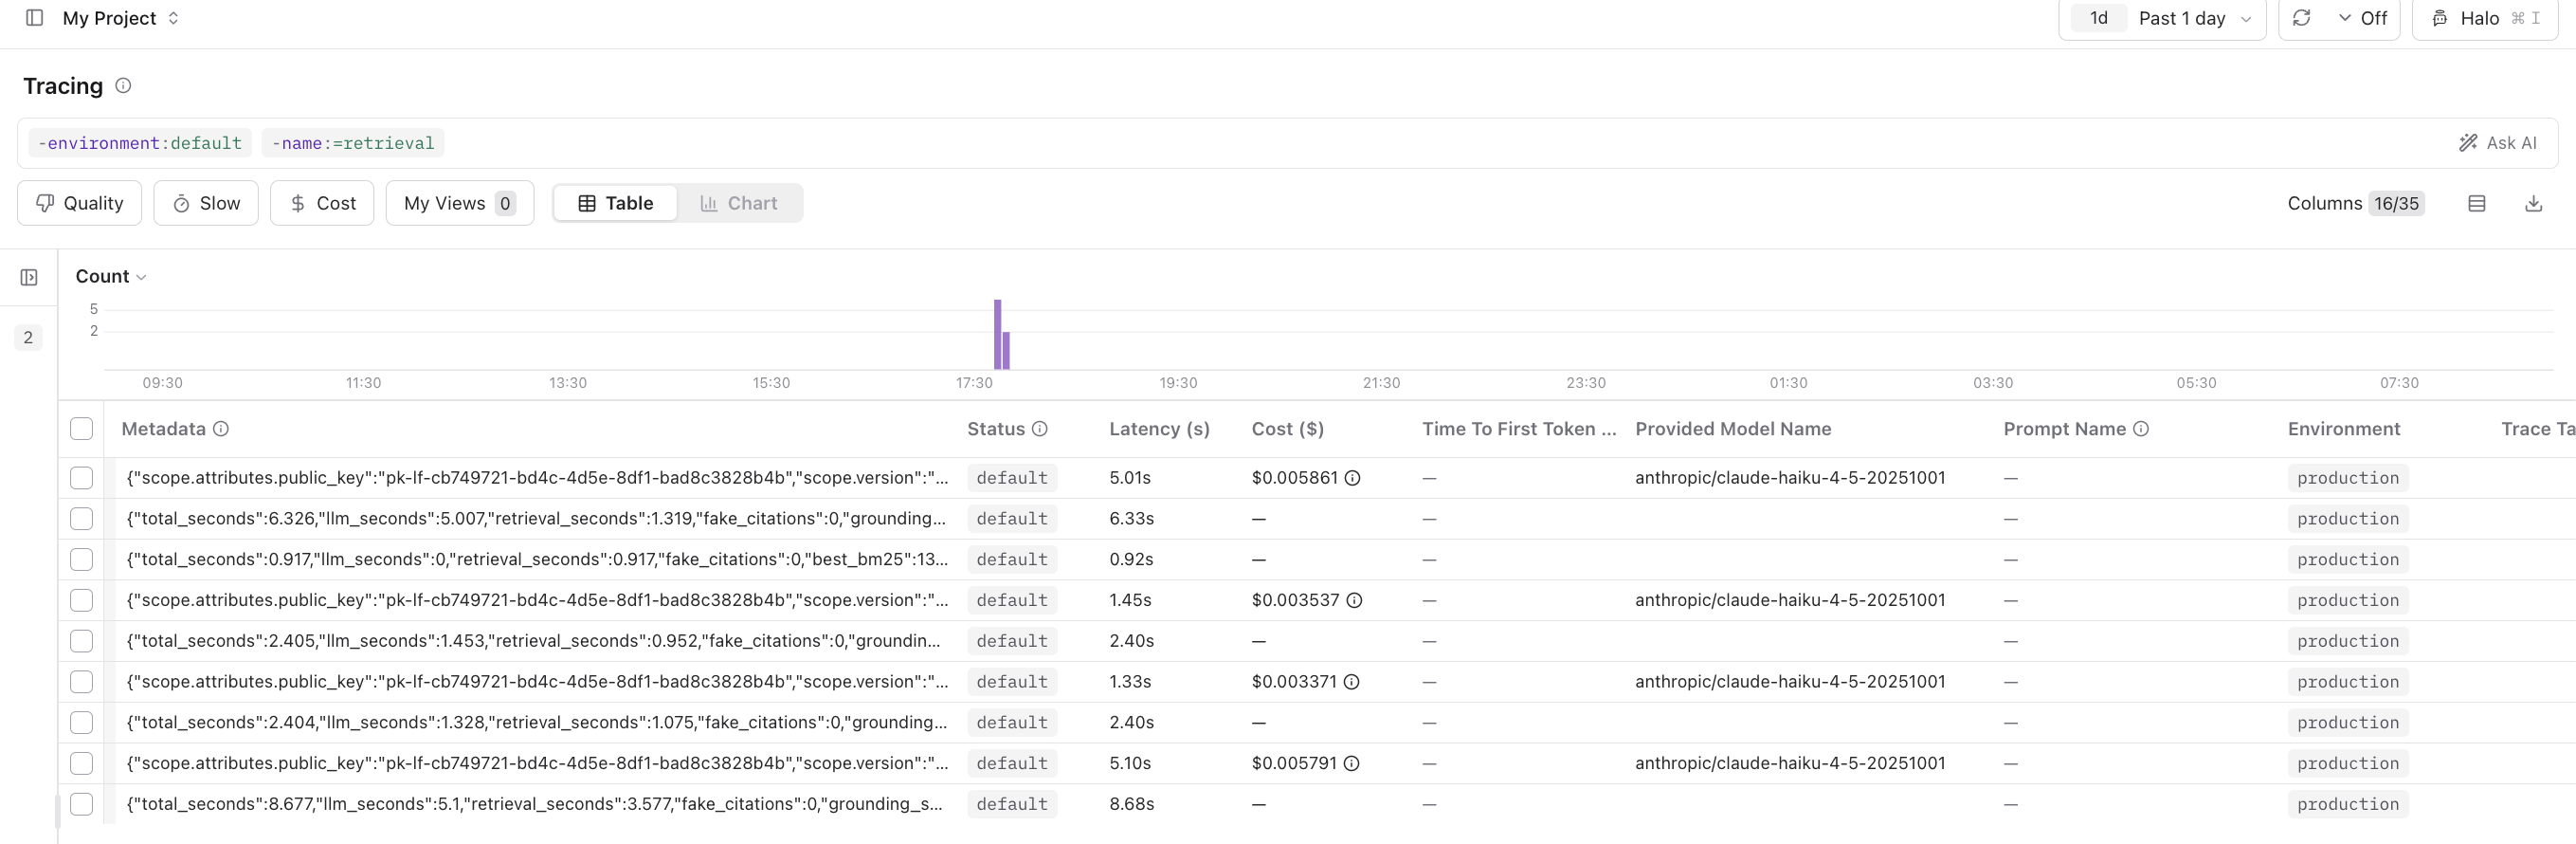 My Project
1d Past 1 day Off Halo ⌘ I
Tracing
-environment:default -name:=retrieval Ask AI
Quality Slow Cost My Views 0 Table Chart Columns 16/35
Count
2
5
2
09:30 11:30 13:30 15:30 17:30 19:30 21:30 23:30 01:30 03:30 05:30 07:30
Metadata Status Latency (s) Cost ($) Time To First Token ... Provided Model Name Prompt Name Environment Trace Ta
{"scope.attributes.public_key":"pk-lf-cb749721-bd4c-4d5e-8df1-bad8c3828b4b","scope.version":"... default 5.01s $0.005861 — anthropic/claude-haiku-4-5-20251001 — production
{"total_seconds":6.326,"llm_seconds":5.007,"retrieval_seconds":1.319,"fake_citations":0,"grounding... default 6.33s — — — production
{"total_seconds":0.917,"llm_seconds":0,"retrieval_seconds":0.917,"fake_citations":0,"best_bm25":13... default 0.92s — — — production
{"scope.attributes.public_key":"pk-lf-cb749721-bd4c-4d5e-8df1-bad8c3828b4b","scope.version":"... default 1.45s $0.003537 — anthropic/claude-haiku-4-5-20251001 — production
{"total_seconds":2.405,"llm_seconds":1.453,"retrieval_seconds":0.952,"fake_citations":0,"groundin... default 2.40s — — — production
{"scope.attributes.public_key":"pk-lf-cb749721-bd4c-4d5e-8df1-bad8c3828b4b","scope.version":"... default 1.33s $0.003371 — anthropic/claude-haiku-4-5-20251001 — production
{"total_seconds":2.404,"llm_seconds":1.328,"retrieval_seconds":1.075,"fake_citations":0,"grounding... default 2.40s — — — production
{"scope.attributes.public_key":"pk-lf-cb749721-bd4c-4d5e-8df1-bad8c3828b4b","scope.version":"... default 5.10s $0.005791 — anthropic/claude-haiku-4-5-20251001 — production
{"total_seconds":8.677,"llm_seconds":5.1,"retrieval_seconds":3.577,"fake_citations":0,"grounding_s... default 8.68s — — — production